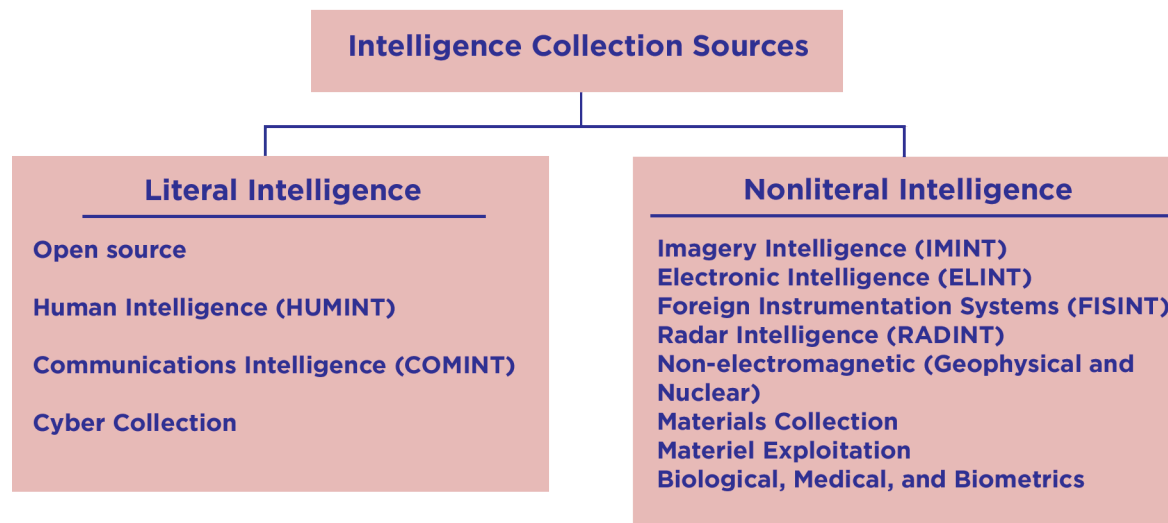 Intelligence Collection Sources
Literal Intelligence
Open source
Human Intelligence (HUMINT)
Communications Intelligence (COMINT)
Cyber Collection
Nonliteral Intelligence
Imagery Intelligence (IMINT)
Electronic Intelligence (ELINT)
Foreign Instrumentation Systems (FISINT)
Radar Intelligence (RADINT)
Non-electromagnetic (Geophysical and
Nuclear)
Materials Collection
Materiel Exploitation
Biological, Medical, and Biometrics